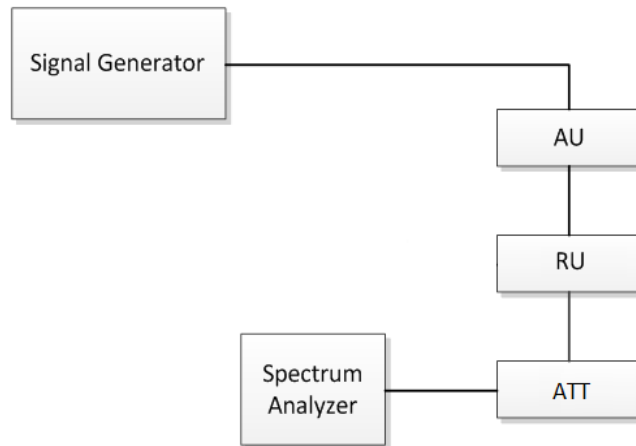 Signal Generator
AU
RU
Spectrum
Analyzer
ATT